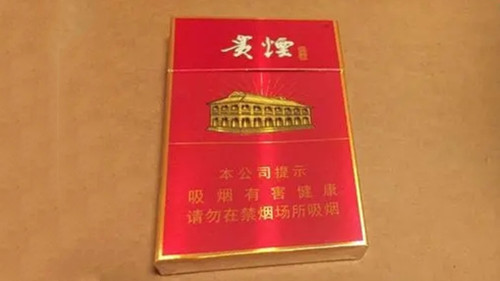 贵煙
本公司提示
吸烟有害健康
请勿在禁烟场所吸烟